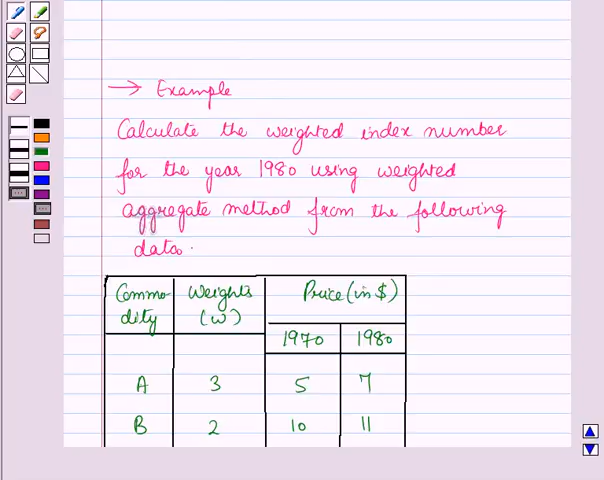 → Example
Calculate the weighted index number
for the year 1980 using weighted
aggregate method from the following
data.
Commo- Weights Price (in $)
dity (w)
1970 1980
A 3 5 7
B 2 10 11